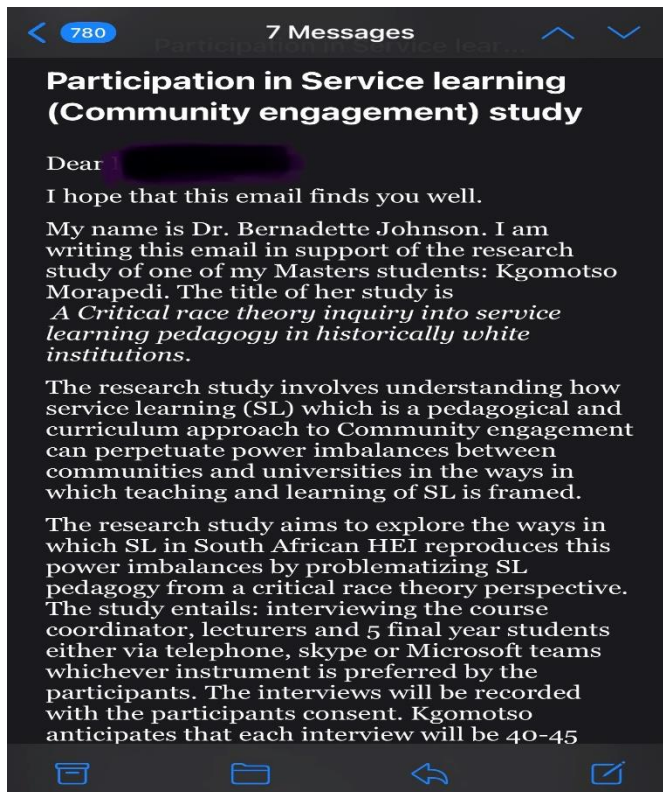 780
7 Messages
Participation in Service lear...
Participation in Service learning
(Community engagement) study
Dear
I hope that this email finds you well.
My name is Dr. Bernadette Johnson. I am
writing this email in support of the research
study of one of my Masters students: Kgomotso
Morapedi. The title of her study is
A Critical race theory inquiry into service
learning pedagogy in historically white
institutions.
The research study involves understanding how
service learning (SL) which is a pedagogical and
curriculum approach to Community engagement
can perpetuate power imbalances between
communities and universities in the ways in
which teaching and learning of SL is framed.
The research study aims to explore the ways in
which SL in South African HEI reproduces this
power imbalances by problematizing SL
pedagogy from a critical race theory perspective.
The study entails: interviewing the course
coordinator, lecturers and 5 final year students
either via telephone, skype or Microsoft teams
whichever instrument is preferred by the
participants. The interviews will be recorded
with the participants consent. Kgomotso
anticipates that each interview will be 40-45